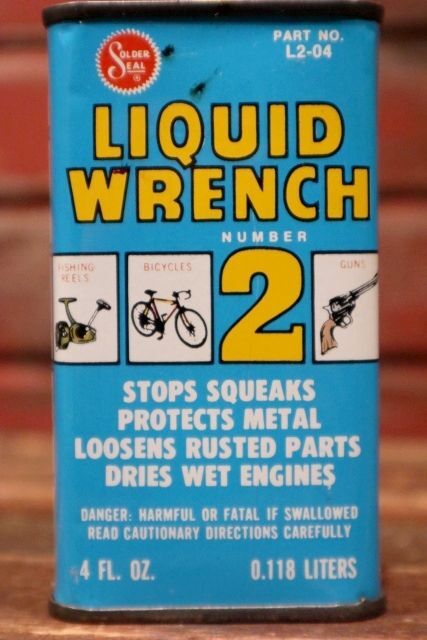 SOLDER
SEAL
®
PART NO.
L2-04
LIQUID
WRENCH
NUMBER
2
FISHING
REELS
BICYCLES
GUNS
STOPS SQUEAKS
PROTECTS METAL
LOOSENS RUSTED PARTS
DRIES WET ENGINES
DANGER: HARMFUL OR FATAL IF SWALLOWED
READ CAUTIONARY DIRECTIONS CAREFULLY
4 FL. OZ. 0.118 LITERS